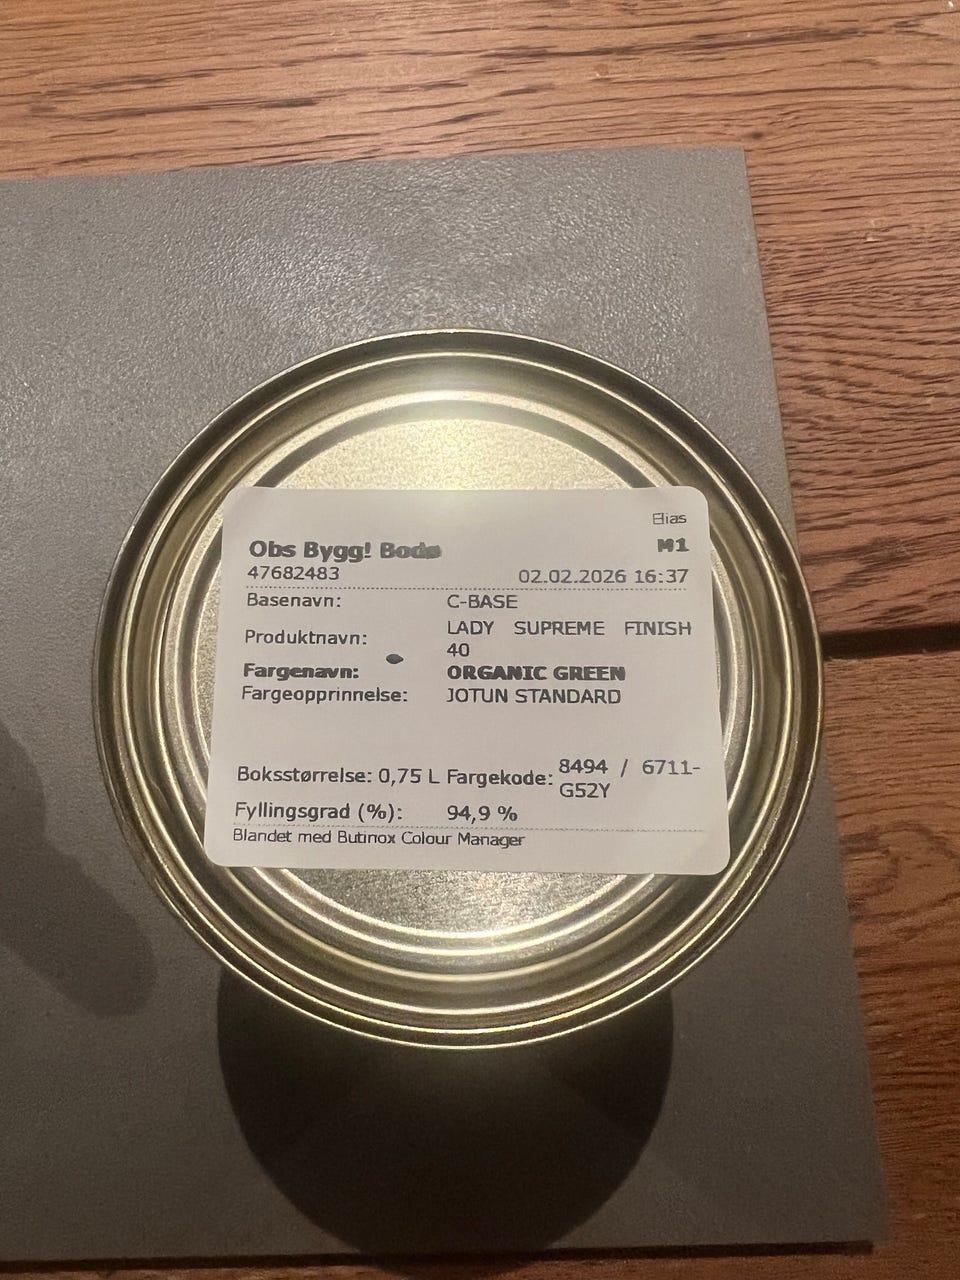 Elias
Obs Bygg! Bodø
M1
47682483
02.02.2026 16:37
Basenavn: C-BASE
Produktnavn: LADY SUPREME FINISH
40
Fargenavn: ORGANIC GREEN
Fargeopprinnelse: JOTUN STANDARD
Boksstørrelse: 0,75 L Fargekode: 8494 / 6711-
G52Y
Fyllingsgrad (%): 94,9 %
Blandet med Butinox Colour Manager